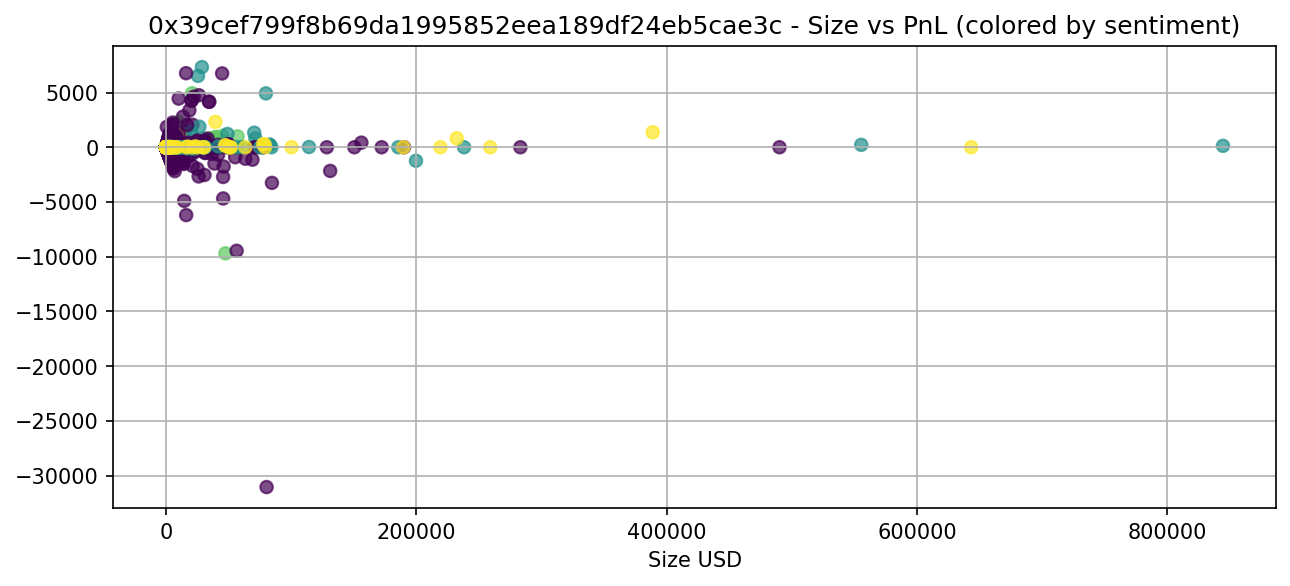 0x39cef799f8b69da1995852eea189df24eb5cae3c - Size vs PnL (colored by sentiment)
5000
0
−5000
−10000
−15000
−20000
−25000
−30000
0 200000 400000 600000 800000
Size USD